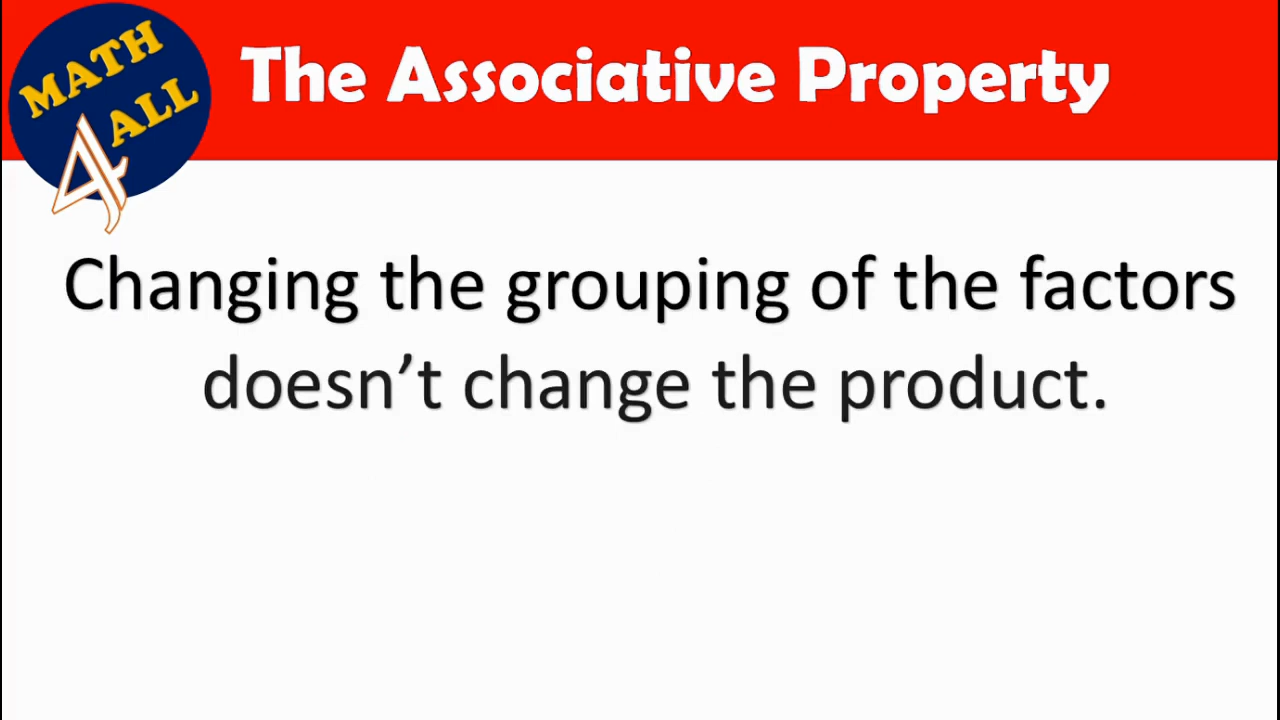 MATH
4 ALL
The Associative Property
Changing the grouping of the factors
doesn’t change the product.